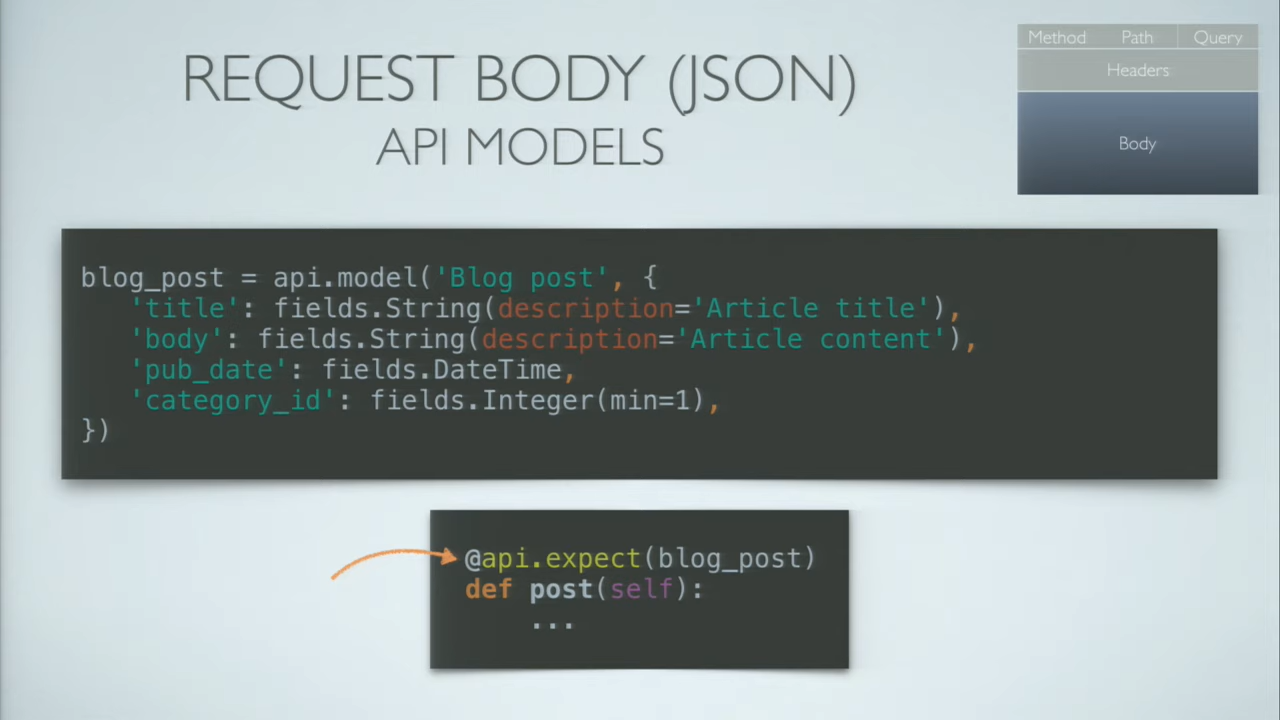 REQUEST BODY (JSON)
API MODELS
Method Path Query
Headers
Body
blog_post = api.model('Blog post', {
   'title': fields.String(description='Article title'),
   'body': fields.String(description='Article content'),
   'pub_date': fields.DateTime,
   'category_id': fields.Integer(min=1),
})
@api.expect(blog_post)
def post(self):
    ...